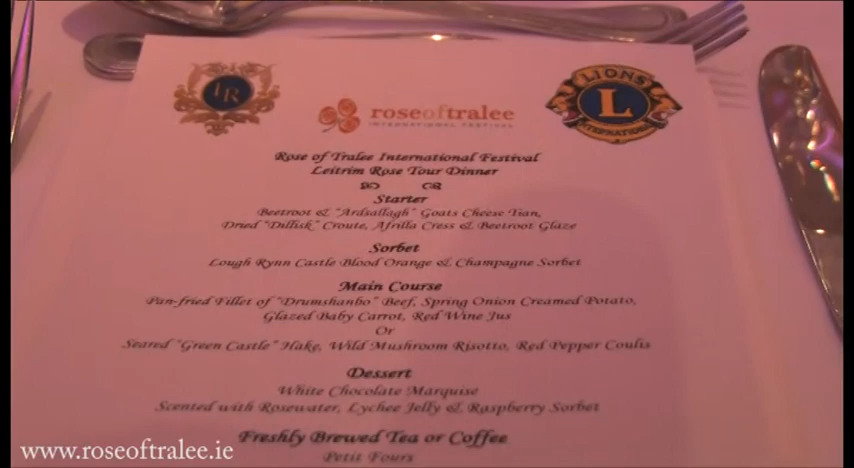 LR
roseoftralee
INTERNATIONAL FESTIVAL
LIONS
L
INTERNATIONAL
Rose of Tralee International Festival
Leitrim Rose Tour Dinner
Starter
Beetroot & "Ardsallagh" Goats Cheese Tian,
Dried "Dillisk" Croute, Afrilla Cress & Beetroot Glaze
Sorbet
Lough Rynn Castle Blood Orange & Champagne Sorbet
Main Course
Pan-fried Fillet of "Drumshanbo" Beef, Spring Onion Creamed Potato,
Glazed Baby Carrot, Red Wine Jus
Or
Seared "Green Castle" Hake, Wild Mushroom Risotto, Red Pepper Coulis
Dessert
White Chocolate Marquise
Scented with Rosewater, Lychee Jelly & Raspberry Sorbet
Freshly Brewed Tea or Coffee
Petit Fours
www.roseoftralee.ie